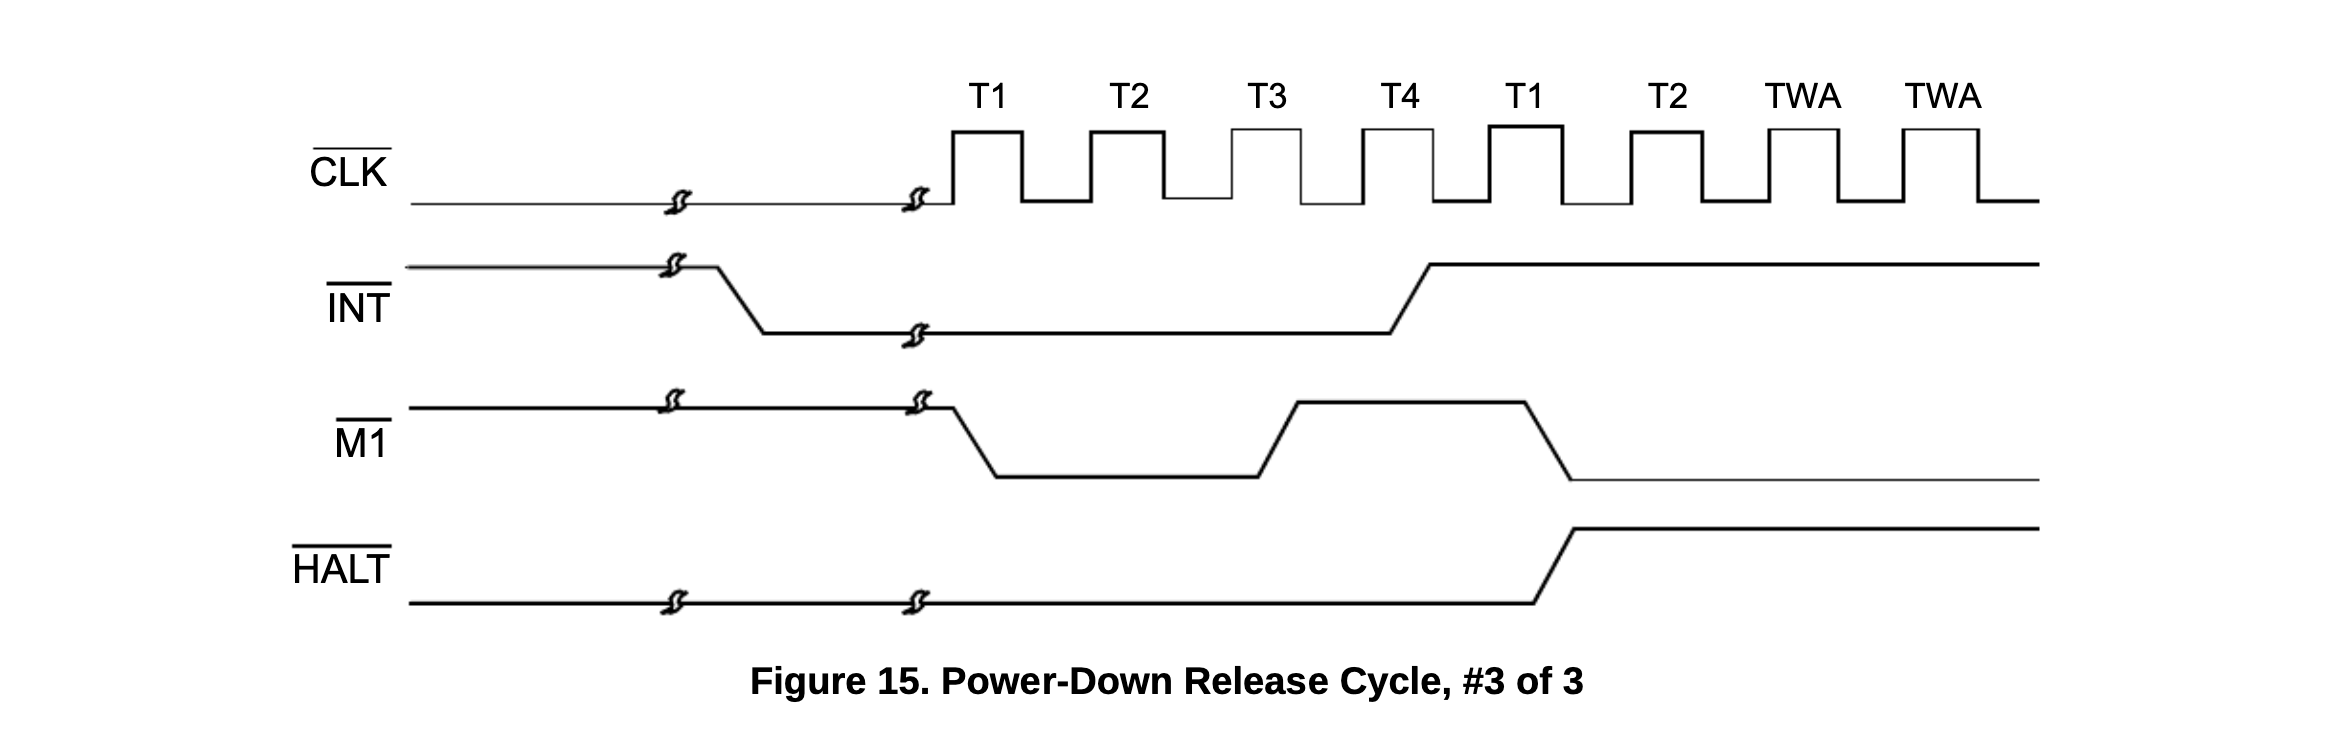 T1 T2 T3 T4 T1 T2 TWA TWA
CLK
INT
M1
HALT
Figure 15. Power-Down Release Cycle, #3 of 3